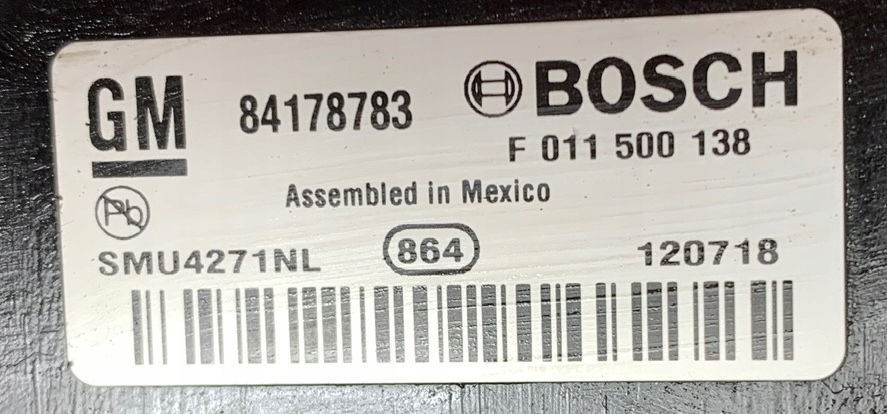 GM 84178783 BOSCH
F 011 500 138
Assembled in Mexico
Pb
SMU4271NL 864 120718